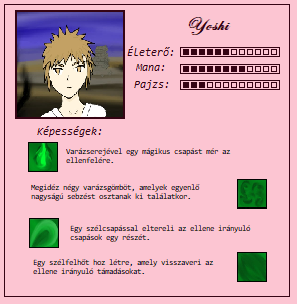 Yoshi
Életerő:
Mana:
Pajzs:
Képességek:
Varázserejével egy mágikus csapást mér az
ellenfelére.
Megidéz négy varázsgömböt, amelyek egyenlő
nagyságú sebzést osztanak ki találatkor.
Egy szélcsapással eltereli az ellene irányuló
csapások egy részét.
Egy szélfelhőt hoz létre, amely visszaveri az
ellene irányuló támadásokat.